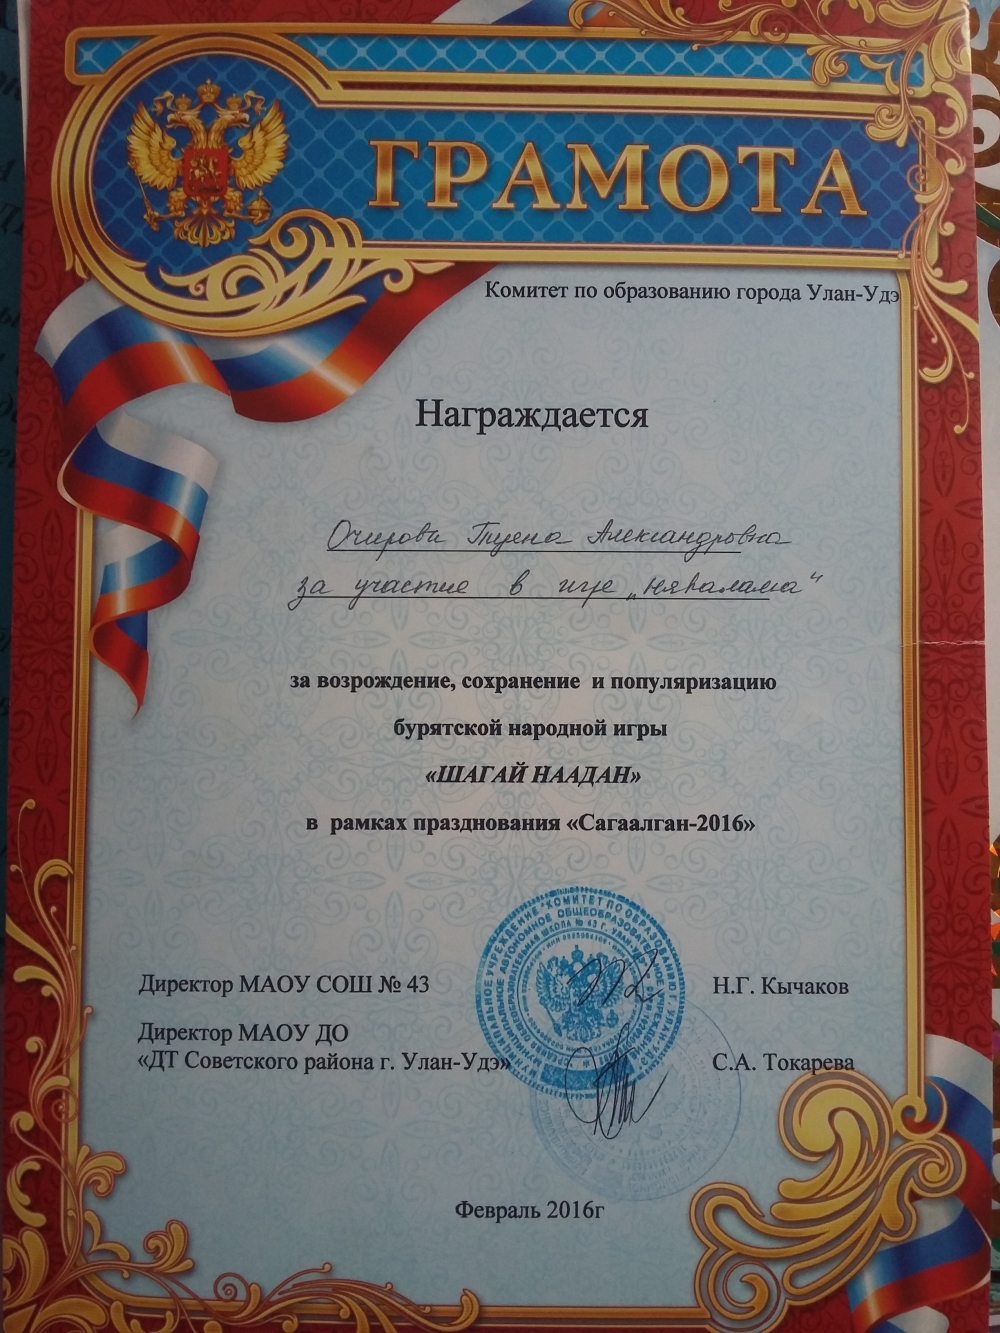 ГРАМОТА
Комитет по образованию города Улан-Удэ
Награждается
Очирова Туяна Александровна
за участие в игре „няналама“
за возрождение, сохранение и популяризацию
бурятской народной игры
«ШАГАЙ НААДАН»
в рамках празднования «Сагаалган-2016»
Директор МАОУ СОШ № 43
Н.Г. Кычаков
Директор МАОУ ДО
«ДТ Советского района г. Улан-Удэ»
С.А. Токарева
Февраль 2016г